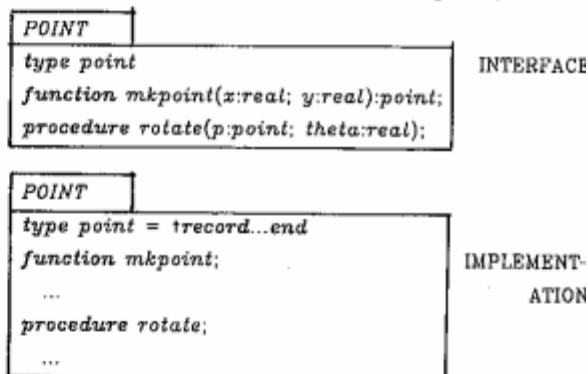 POINT
type point
function mkpoint(x:real; y:real):point;
procedure rotate(p:point; theta:real);
INTERFACE
POINT
type point = ↑record...end
function mkpoint;
...
procedure rotate;
...
IMPLEMENT-
ATION